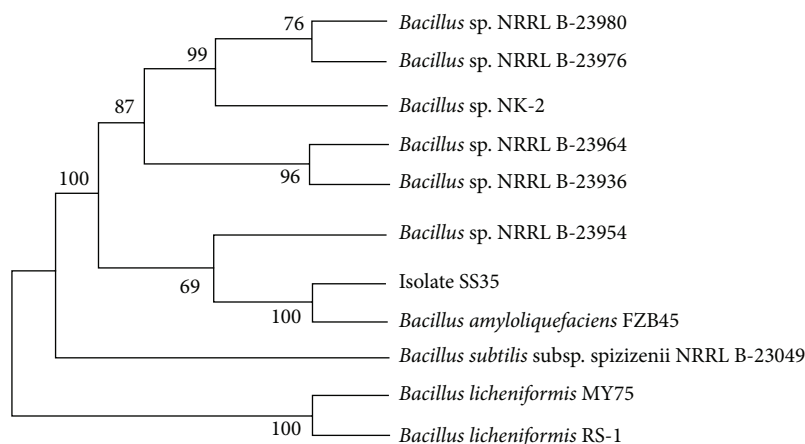 76
Bacillus sp. NRRL B-23980
99
Bacillus sp. NRRL B-23976
87
Bacillus sp. NK-2
Bacillus sp. NRRL B-23964
96
Bacillus sp. NRRL B-23936
100
Bacillus sp. NRRL B-23954
69
Isolate SS35
100
Bacillus amyloliquefaciens FZB45
Bacillus subtilis subsp. spizizenii NRRL B-23049
Bacillus licheniformis MY75
100
Bacillus licheniformis RS-1